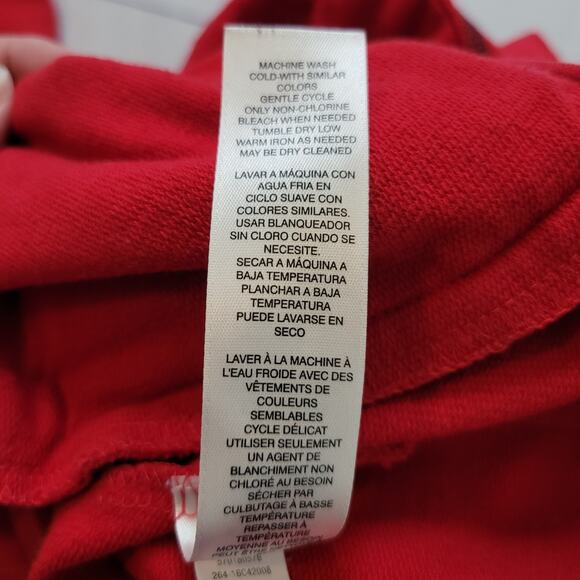 MACHINE WASH
COLD-WITH SIMILAR
COLORS
GENTLE CYCLE
ONLY NON-CHLORINE
BLEACH WHEN NEEDED
TUMBLE DRY LOW
WARM IRON AS NEEDED
MAY BE DRY CLEANED
LAVAR A MÁQUINA CON
AGUA FRIA EN
CICLO SUAVE CON
COLORES SIMILARES.
USAR BLANQUEADOR
SIN CLORO CUANDO SE
NECESITE.
SECAR A MÁQUINA A
BAJA TEMPERATURA
PLANCHAR A BAJA
TEMPERATURA
PUEDE LAVARSE EN
SECO
LAVER À LA MACHINE À
L'EAU FROIDE AVEC DES
VÊTEMENTS DE
COULEURS
SEMBLABLES
CYCLE DÉLICAT
UTILISER SEULEMENT
UN AGENT DE
BLANCHIMENT NON
CHLORÉ AU BESOIN
SÉCHER PAR
CULBUTAGE À BASSE
TEMPÉRATURE
REPASSER À
TEMPÉRATURE
MOYENNE AU BESOIN
PEUT